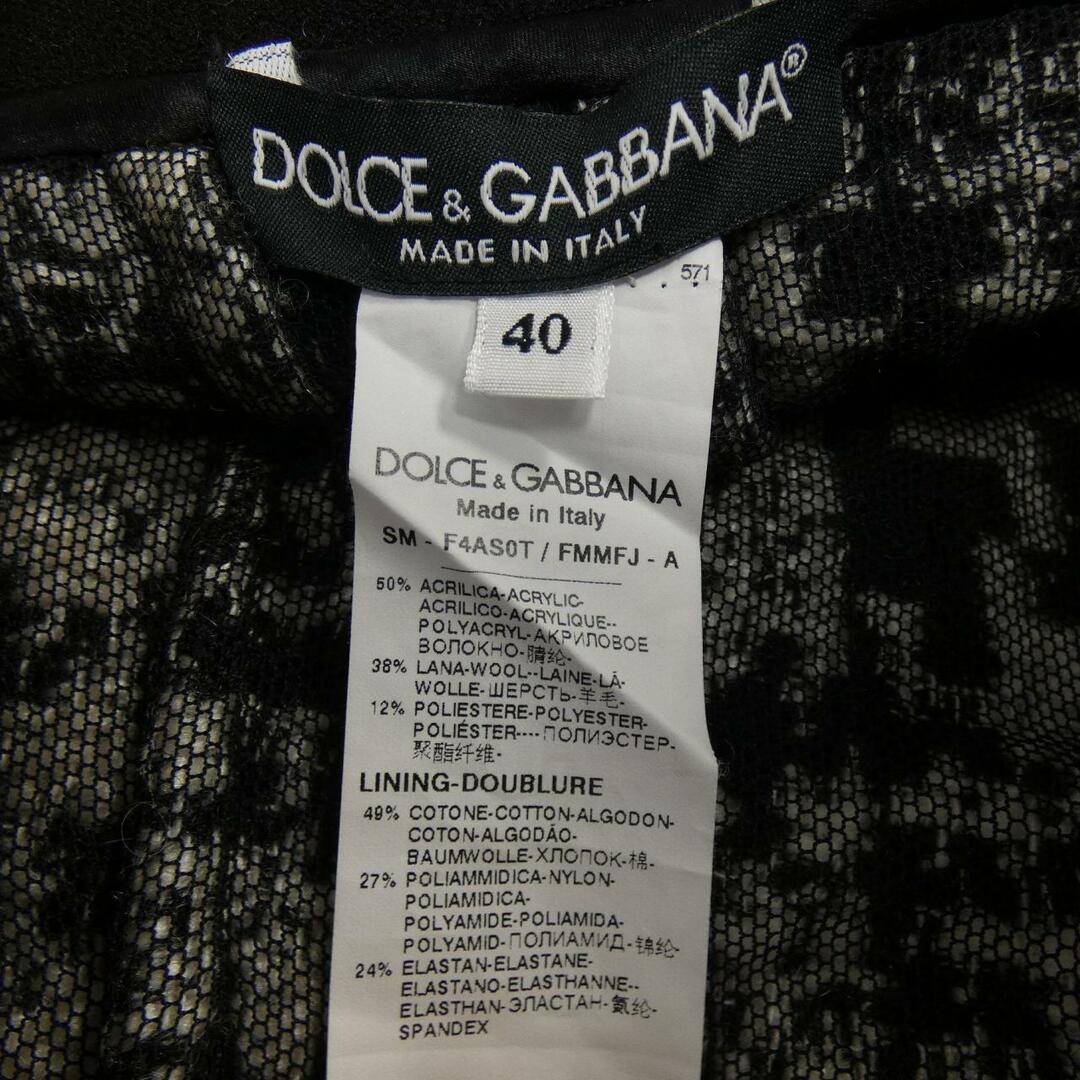 DOLCE & GABBANA®
MADE IN ITALY
571
40
DOLCE & GABBANA
Made in Italy
SM - F4AS0T / FMMFJ - A
50% ACRILICA-ACRYLIC-
ACRILICO-ACRYLIQUE--
POLYACRYL-АКРИЛОВОЕ
ВОЛОКНО-腈纶-
38% LANA-WOOL--LAINE-LÃ-
WOLLE-ШЕРСТЬ-羊毛-
12% POLIESTERE-POLYESTER-
POLIÉSTER----ПОЛИЭСТЕР-
聚酯纤维-
LINING-DOUBLURE
49% COTONE-COTTON-ALGODON-
COTON-ALGODÃO-
BAUMWOLLE-ХЛОПОК-棉-
27% POLIAMMIDICA-NYLON-
POLIAMIDICA-
POLYAMIDE-POLIAMIDA-
POLYAMID-ПОЛИАМИД-锦纶-
24% ELASTAN-ELASTANE-
ELASTANO-ELASTHANNE--
ELASTHAN-ЭЛАСТАН-氨纶-
SPANDEX